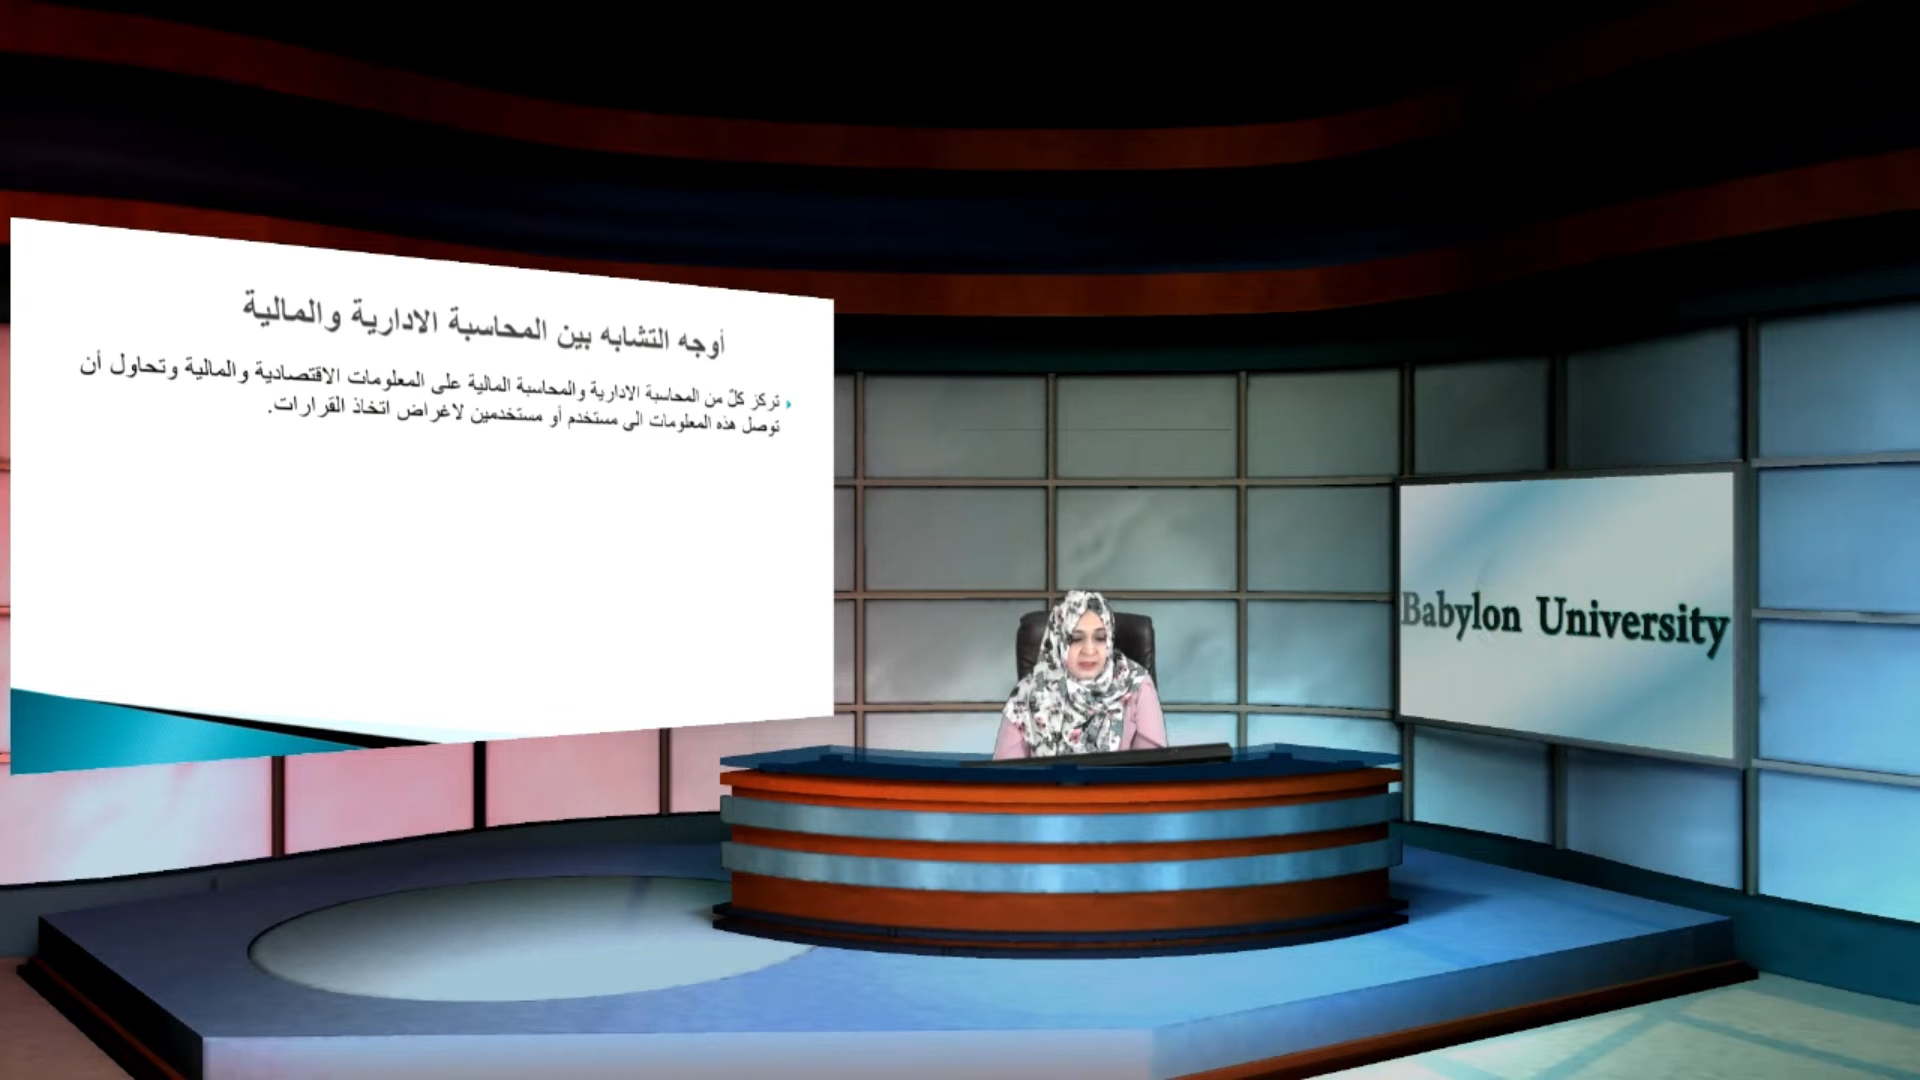 أوجه التشابه بين المحاسبة الادارية والمالية
تركز كلّ من المحاسبة الادارية والمحاسبة المالية على المعلومات الاقتصادية والمالية وتحاول أن
توصل هذه المعلومات الى مستخدم أو مستخدمين لاغراض اتخاذ القرارات.
Babylon University